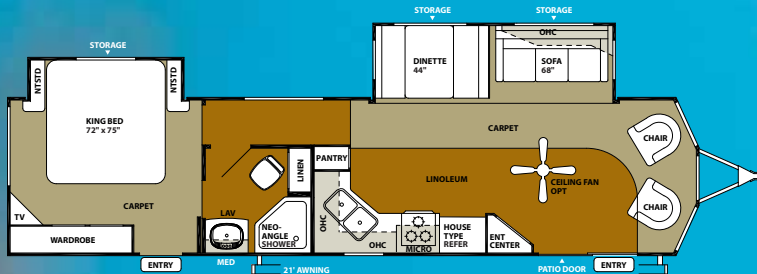 STORAGE
STORAGE
STORAGE
OHC
DINETTE
44"
SOFA
68"
NTSTD
NTSTD
KING BED
72" x 75"
CARPET
CHAIR
PANTRY
LINEN
LINOLEUM
CEILING FAN
OPT
CHAIR
CARPET
TV
LAV
NEO-
ANGLE
SHOWER
OHC
OHC
MICRO
HOUSE
TYPE
REFER
ENT
CENTER
WARDROBE
ENTRY
MED
21' AWNING
PATIO DOOR
ENTRY